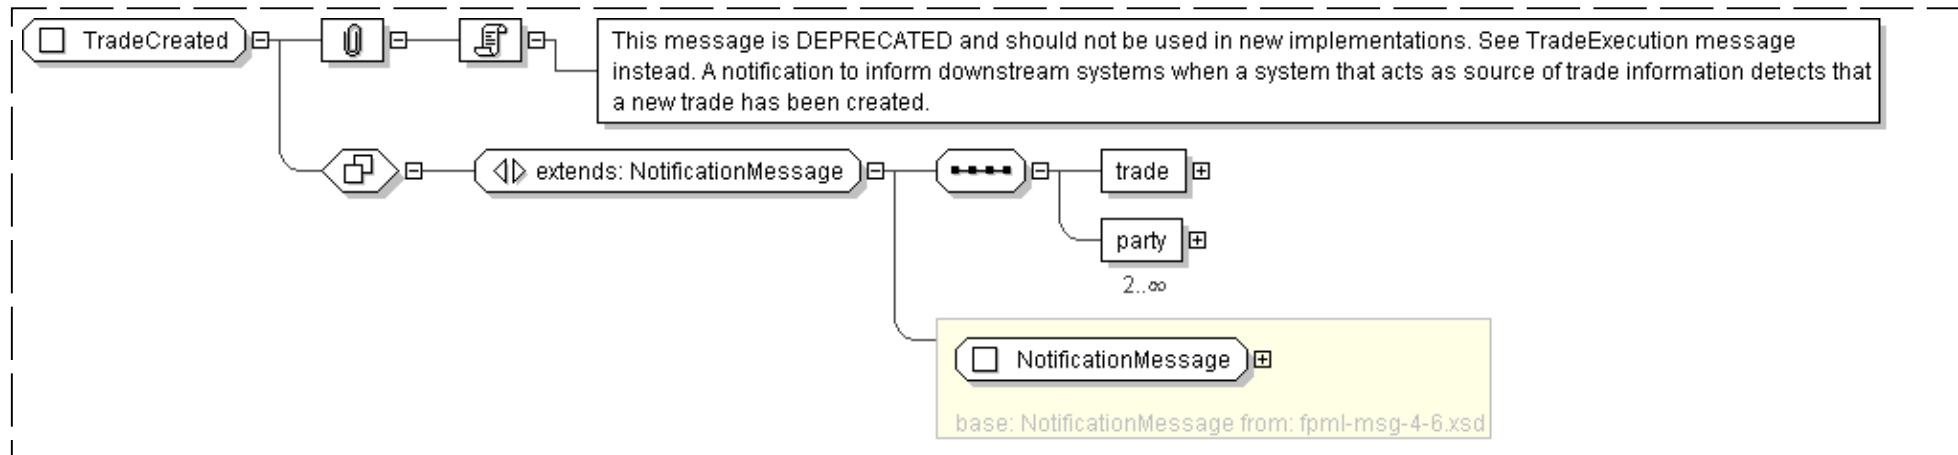 TradeCreated
This message is DEPRECATED and should not be used in new implementations. See TradeExecution message
instead. A notification to inform downstream systems when a system that acts as source of trade information detects that
a new trade has been created.
extends: NotificationMessage
trade
party
2..∞
NotificationMessage
base: NotificationMessage from: fpml-msg-4-6.xsd